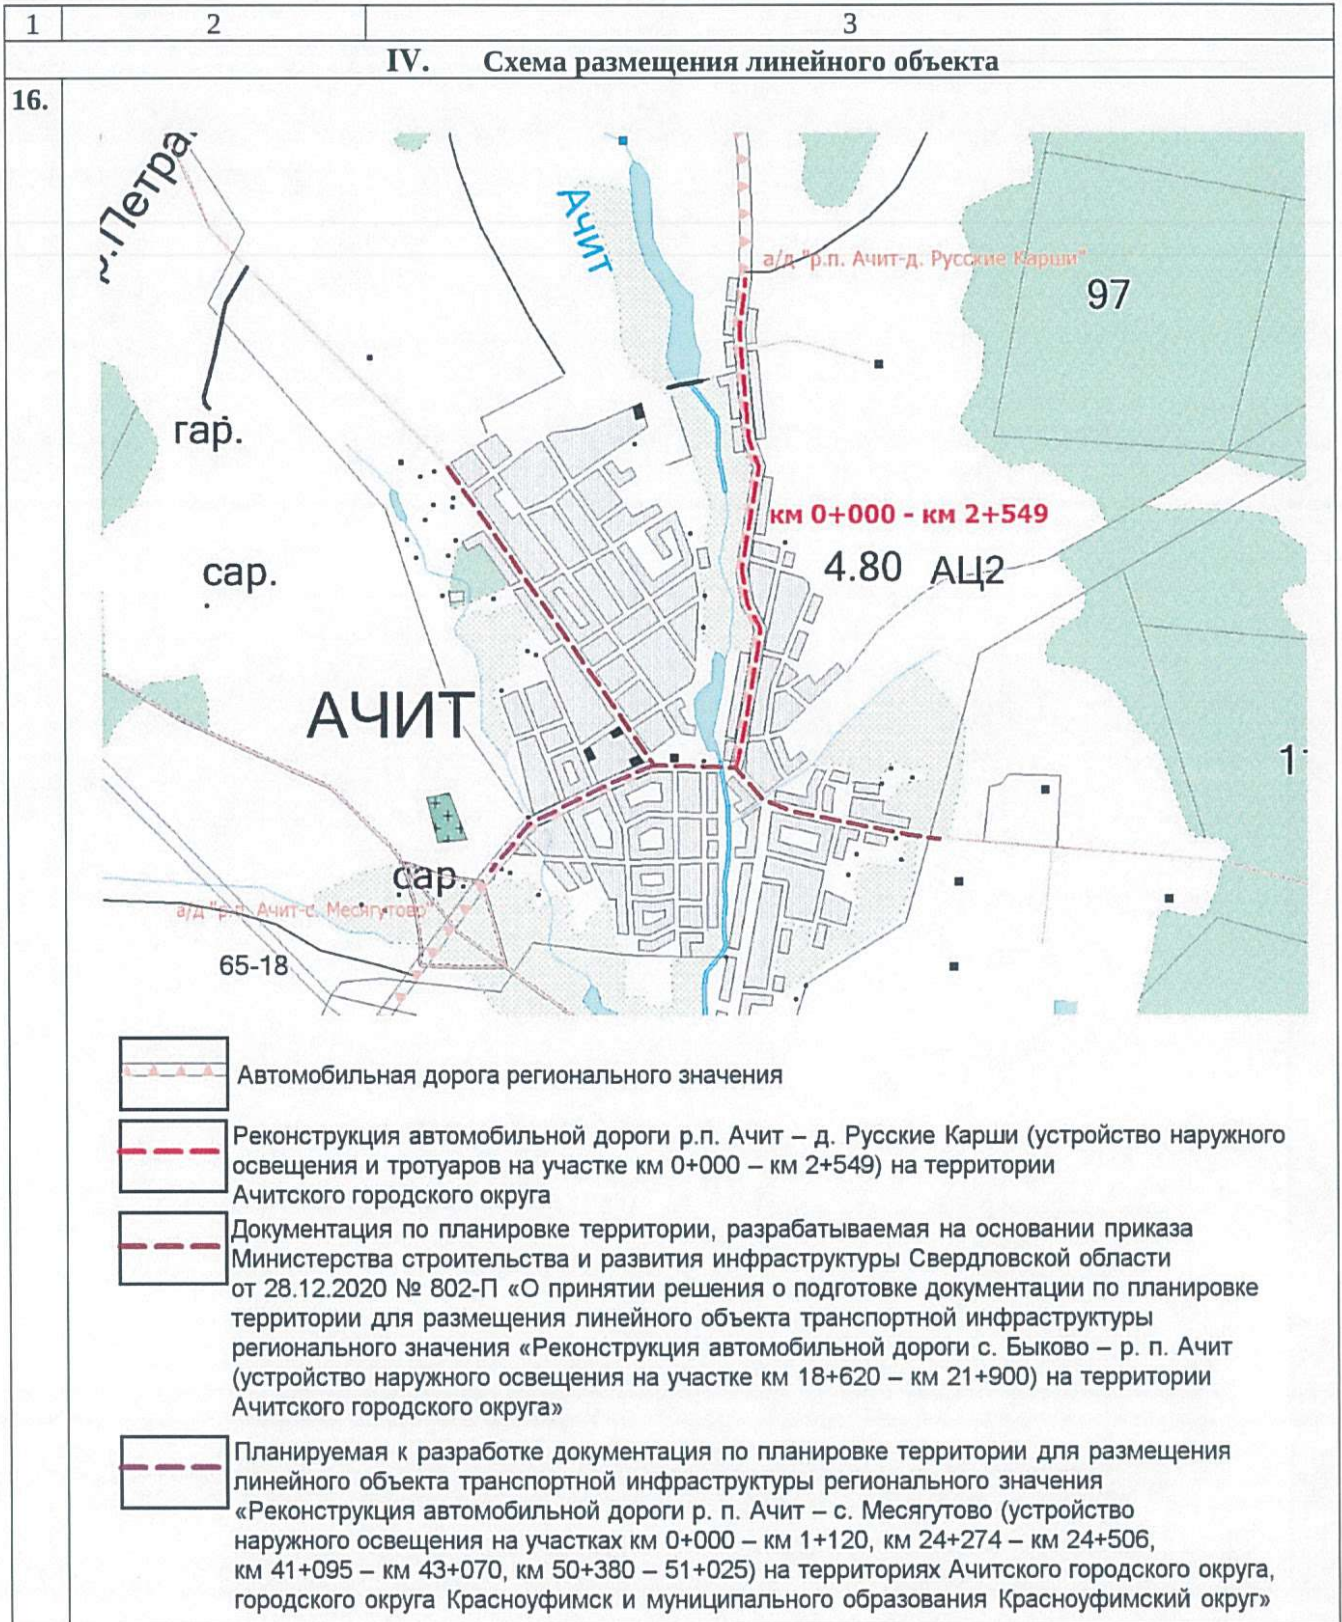 1 2 3
IV. Схема размещения линейного объекта
16.
Петра.
Ачит
а/д "р.п. Ачит-д. Русские Карши"
97
гар.
км 0+000 - км 2+549
сар.
4.80 АЦ2
АЧИТ
сар.
а/д "р.п. Ачит-с. Месягутово"
65-18
Автомобильная дорога регионального значения
Реконструкция автомобильной дороги р.п. Ачит – д. Русские Карши (устройство наружного
освещения и тротуаров на участке км 0+000 – км 2+549) на территории
Ачитского городского округа
Документация по планировке территории, разрабатываемая на основании приказа
Министерства строительства и развития инфраструктуры Свердловской области
от 28.12.2020 № 802-П «О принятии решения о подготовке документации по планировке
территории для размещения линейного объекта транспортной инфраструктуры
регионального значения «Реконструкция автомобильной дороги с. Быково – р. п. Ачит
(устройство наружного освещения на участке км 18+620 – км 21+900) на территории
Ачитского городского округа»
Планируемая к разработке документация по планировке территории для размещения
линейного объекта транспортной инфраструктуры регионального значения
«Реконструкция автомобильной дороги р. п. Ачит – с. Месягутово (устройство
наружного освещения на участках км 0+000 – км 1+120, км 24+274 – км 24+506,
км 41+095 – км 43+070, км 50+380 – 51+025) на территориях Ачитского городского округа,
городского округа Красноуфимск и муниципального образования Красноуфимский округ»